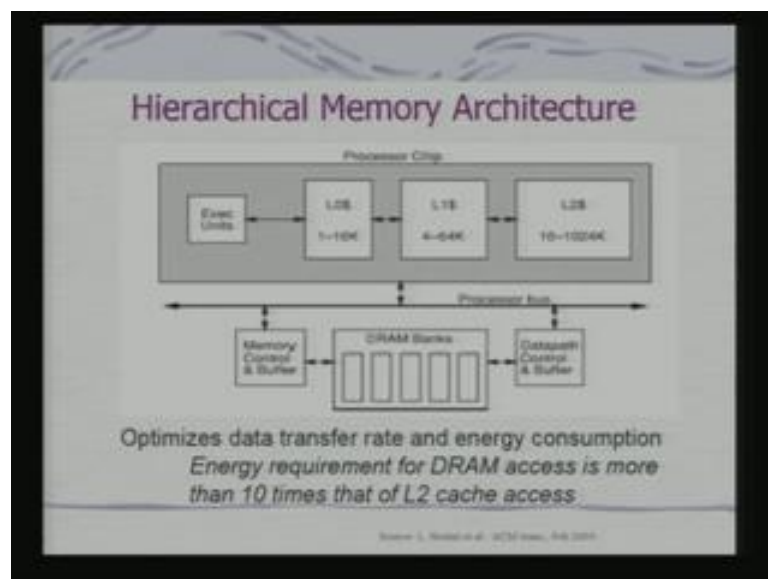 Hierarchical Memory Architecture
Processor Chip
Exec
Units
L0$
1-16K
L1$
4-64K
L2$
16-1024K
Processor bus
Memory
Control
& Buffer
DRAM Banks
Datapath
Control
& Buffer
Optimizes data transfer rate and energy consumption
Energy requirement for DRAM access is more
than 10 times that of L2 cache access
Source: L.